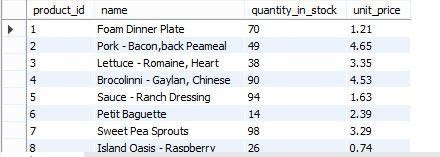 product_id name quantity_in_stock unit_price
1 Foam Dinner Plate 70 1.21
2 Pork - Bacon,back Peameal 49 4.65
3 Lettuce - Romaine, Heart 38 3.35
4 Brocolinni - Gaylan, Chinese 90 4.53
5 Sauce - Ranch Dressing 94 1.63
6 Petit Baguette 14 2.39
7 Sweet Pea Sprouts 98 3.29
8 Island Oasis - Raspberry 26 0.74